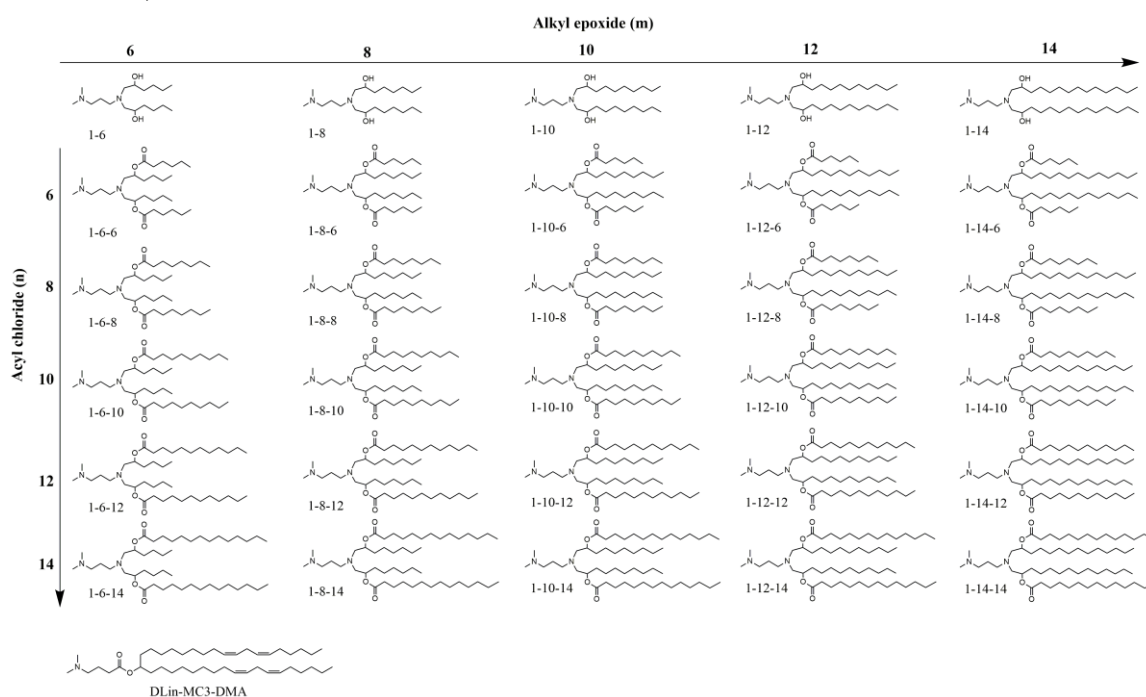 Alkyl epoxide (m)
6 8 10 12 14
1-6 1-8 1-10 1-12 1-14
Acyl chloride (n)
6
1-6-6 1-8-6 1-10-6 1-12-6 1-14-6
8
1-6-8 1-8-8 1-10-8 1-12-8 1-14-8
10
1-6-10 1-8-10 1-10-10 1-12-10 1-14-10
12
1-6-12 1-8-12 1-10-12 1-12-12 1-14-12
14
1-6-14 1-8-14 1-10-14 1-12-14 1-14-14
DLin-MC3-DMA